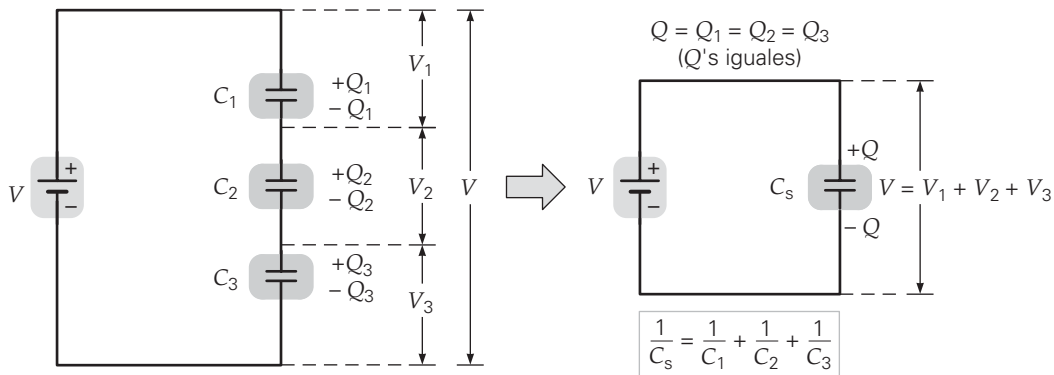 V
+
−
C₁
+Q₁
− Q₁
V₁
C₂
+Q₂
− Q₂
V₂
V
C₃
+Q₃
− Q₃
V₃
Q = Q₁ = Q₂ = Q₃
(Q's iguales)
V
+
−
+Q
Cₛ
− Q
V = V₁ + V₂ + V₃
1/Cₛ = 1/C₁ + 1/C₂ + 1/C₃